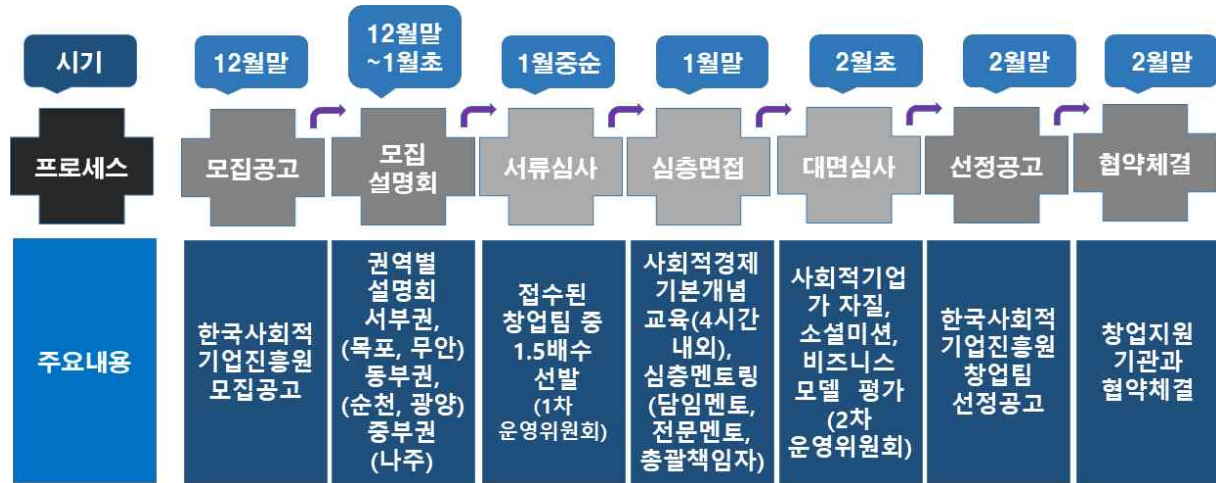 시기
12월말
12월말
~1월초
1월중순
1월말
2월초
2월말
2월말
프로세스
모집공고
모집
설명회
서류심사
심층면접
대면심사
선정공고
협약체결
주요내용
한국사회적
기업진흥원
모집공고
권역별
설명회
서부권,
(목포, 무안)
동부권,
(순천, 광양)
중부권
(나주)
접수된
창업팀 중
1.5배수
선발
(1차
운영위원회)
사회적경제
기본개념
교육(4시간
내외),
심층멘토링
(담임멘토,
전문멘토,
총괄책임자)
사회적기업
가 자질,
소셜미션,
비즈니스
모델 평가
(2차
운영위원회)
한국사회적
기업진흥원
창업팀
선정공고
창업지원
기관과
협약체결